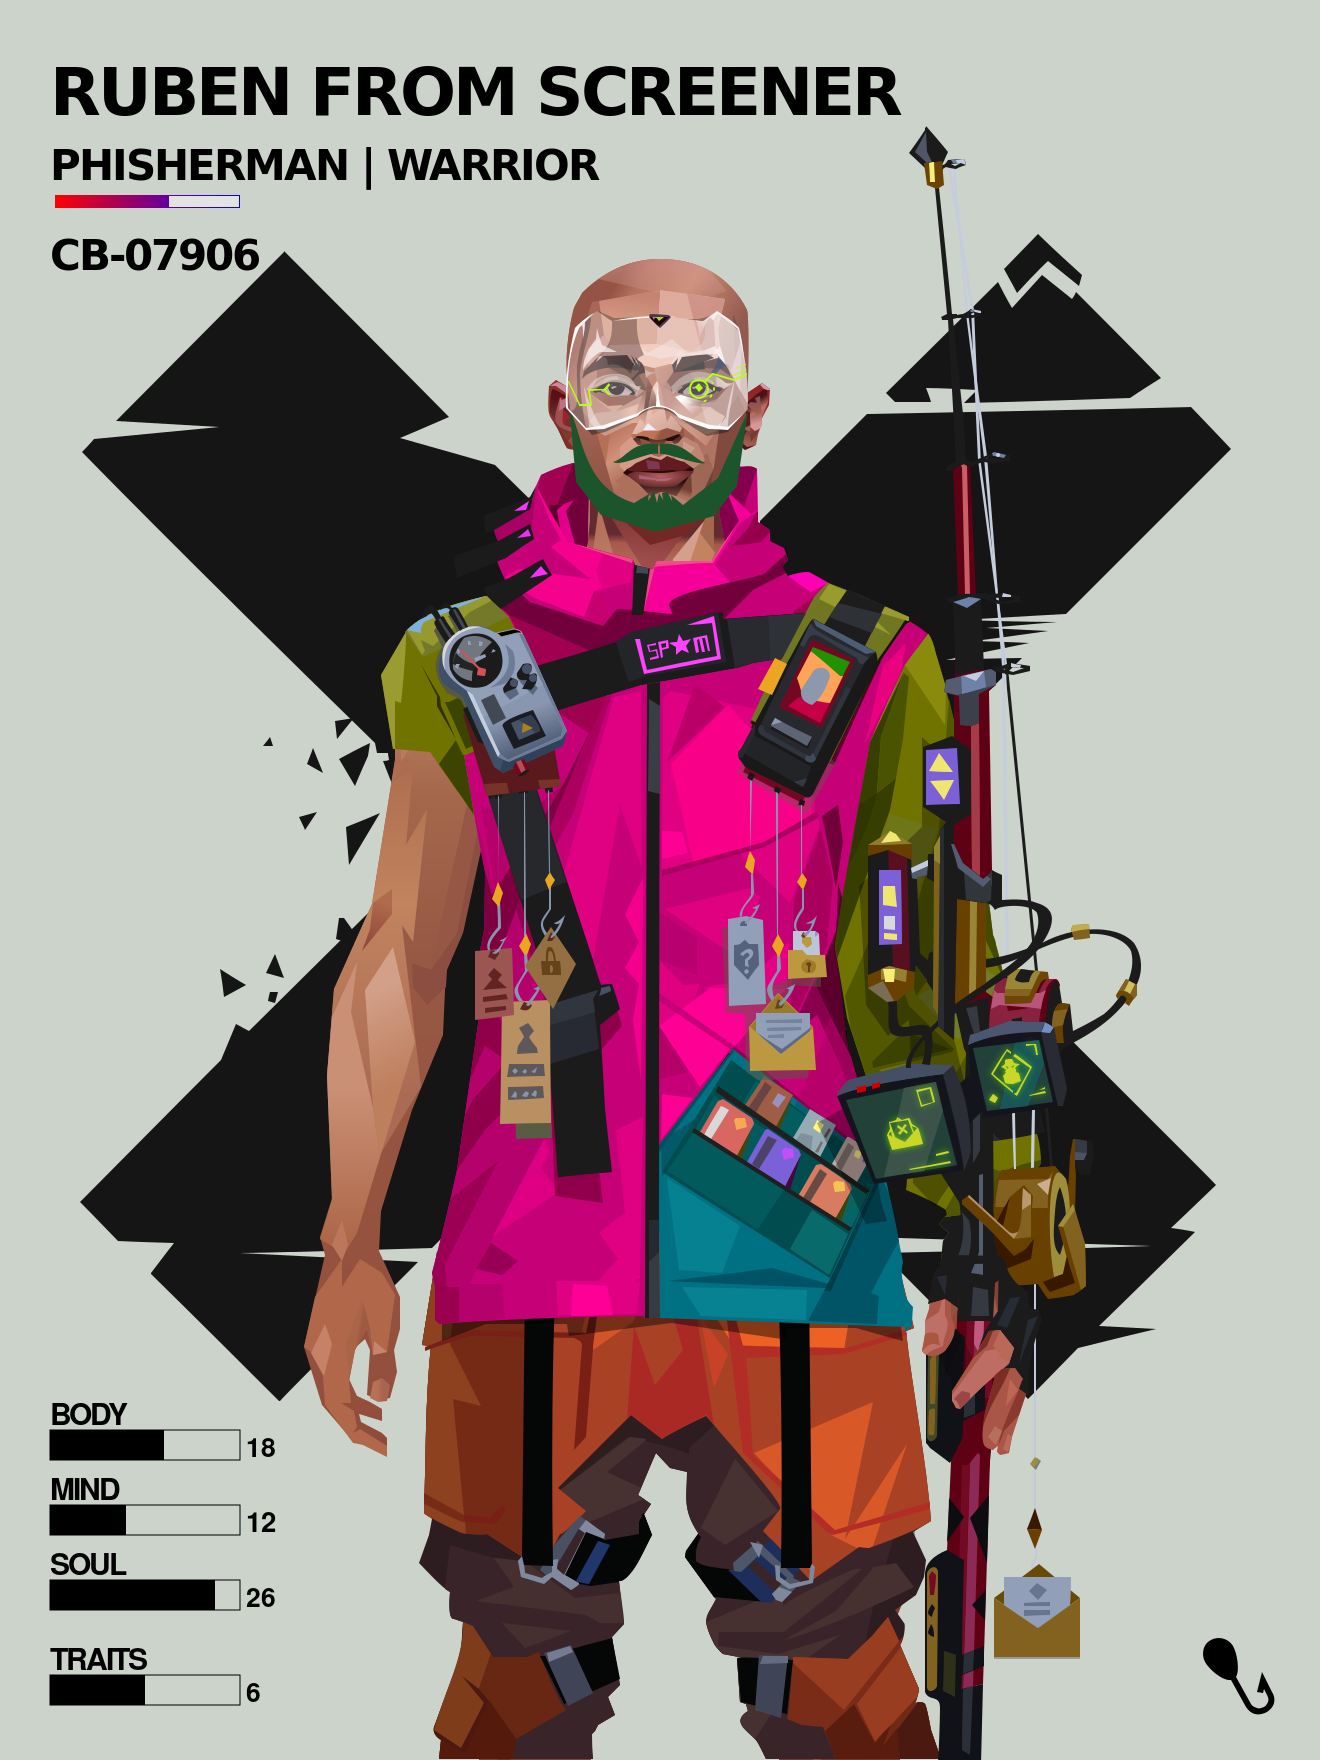 RUBEN FROM SCREENER
PHISHERMAN | WARRIOR
CB-07906
SP★M
?
BODY
18
MIND
12
SOUL
26
TRAITS
6